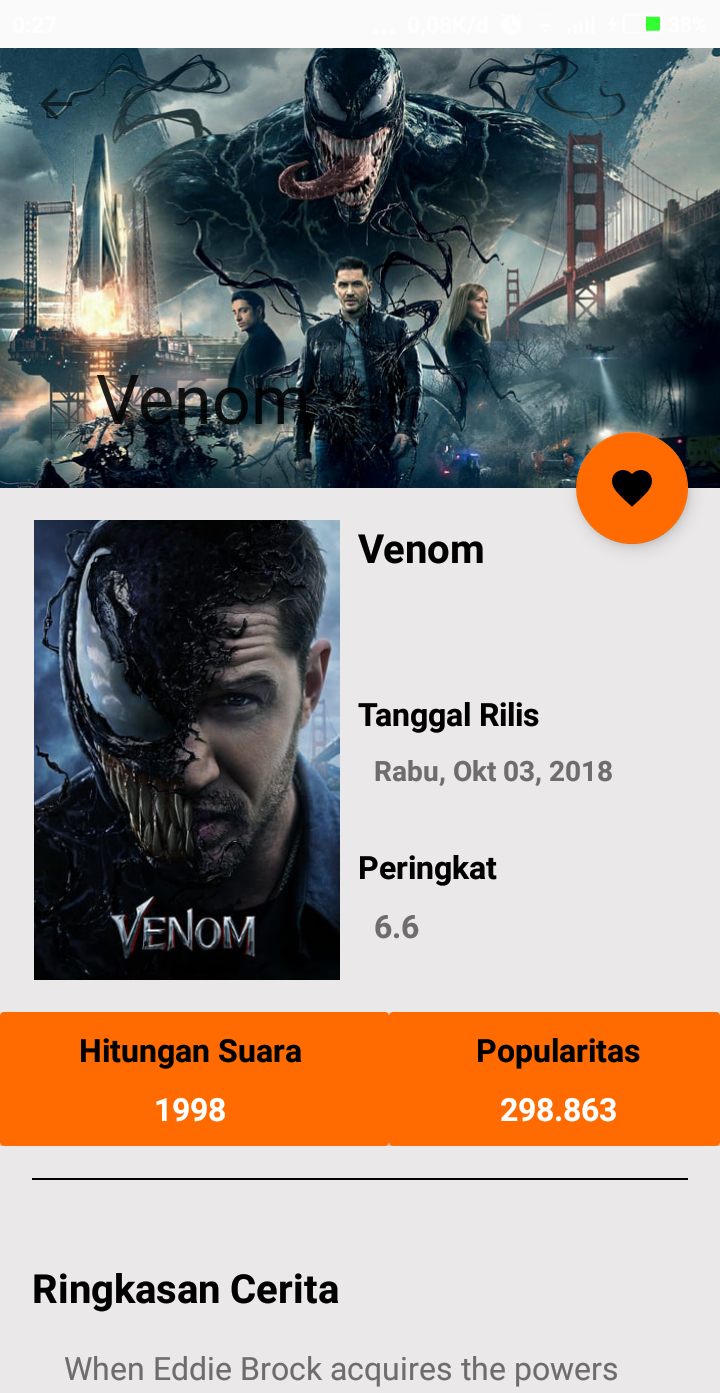 0:27
... 0,08K/d 38%
Venom
Venom
Tanggal Rilis
Rabu, Okt 03, 2018
Peringkat
6.6
VENOM
Hitungan Suara
Popularitas
1998
298.863
Ringkasan Cerita
When Eddie Brock acquires the powers